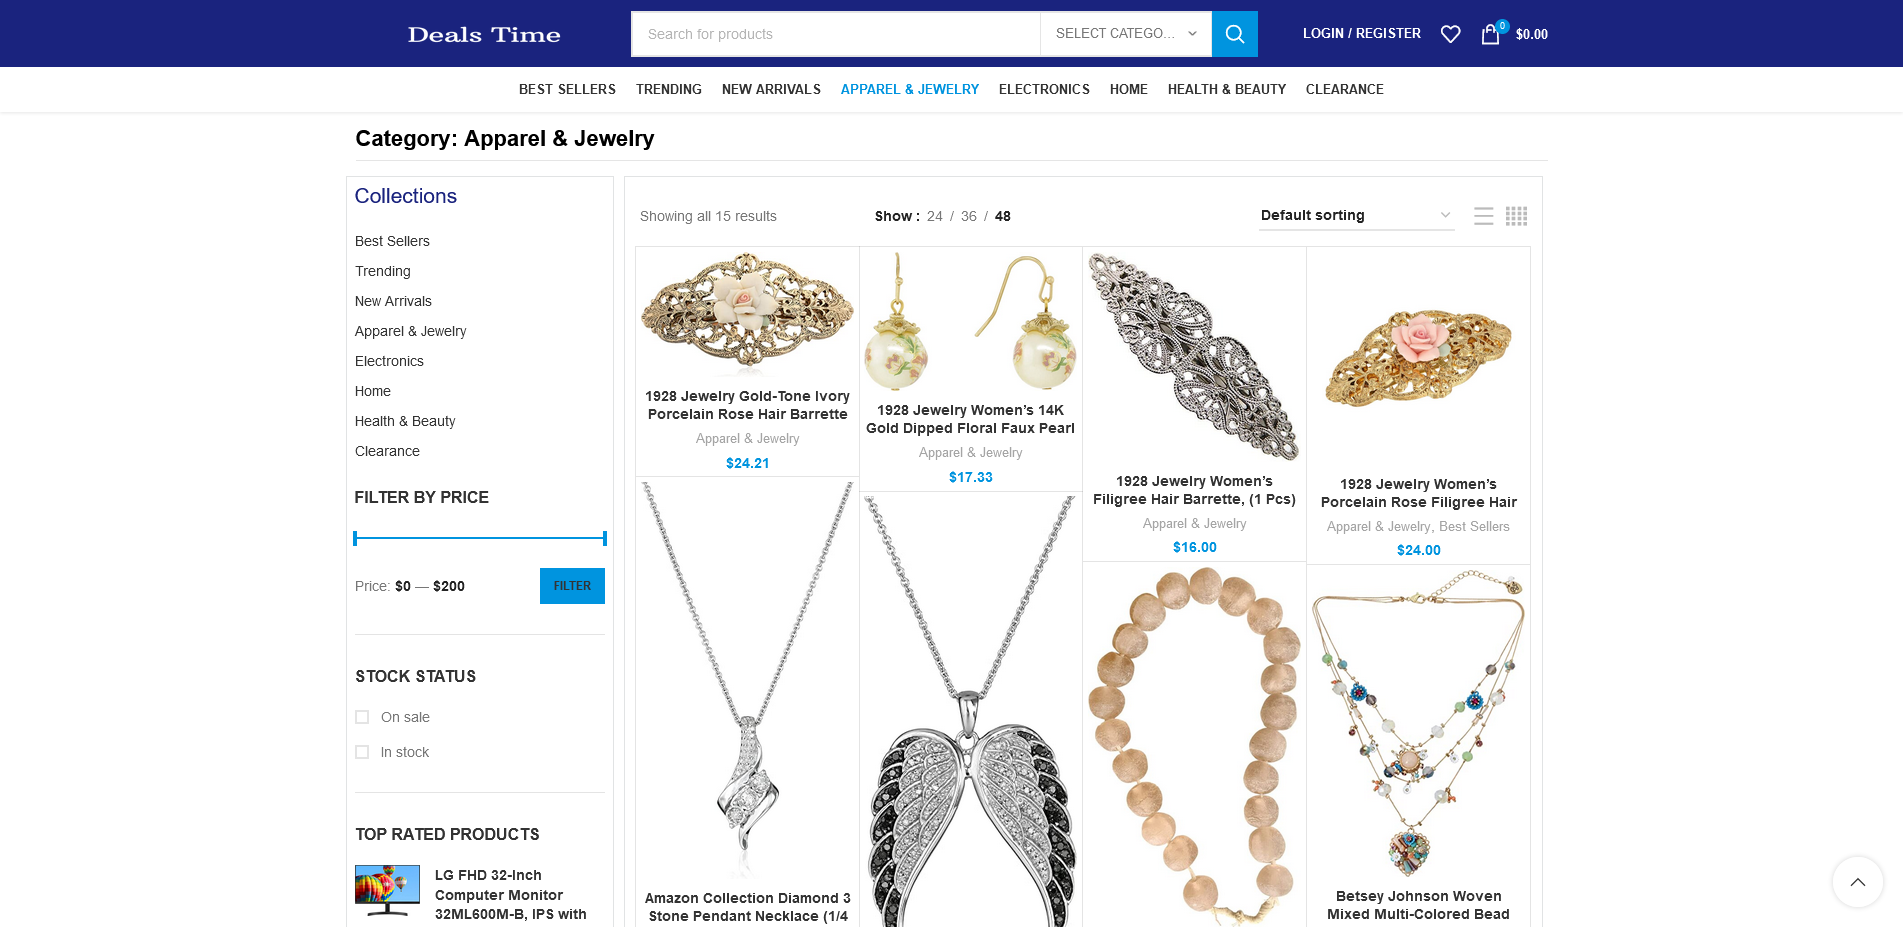 Deals Time
Search for products
SELECT CATEGO...
LOGIN / REGISTER
0
$0.00
BEST SELLERS
TRENDING
NEW ARRIVALS
APPAREL & JEWELRY
ELECTRONICS
HOME
HEALTH & BEAUTY
CLEARANCE
Category: Apparel & Jewelry
Collections
Best Sellers
Trending
New Arrivals
Apparel & Jewelry
Electronics
Home
Health & Beauty
Clearance
FILTER BY PRICE
Price: $0 — $200
FILTER
STOCK STATUS
On sale
In stock
TOP RATED PRODUCTS
LG FHD 32-Inch
Computer Monitor
32ML600M-B, IPS with
Showing all 15 results
Show : 24 / 36 / 48
Default sorting
1928 Jewelry Gold-Tone Ivory
Porcelain Rose Hair Barrette
Apparel & Jewelry
$24.21
1928 Jewelry Women’s 14K
Gold Dipped Floral Faux Pearl
Apparel & Jewelry
$17.33
1928 Jewelry Women’s
Filigree Hair Barrette, (1 Pcs)
Apparel & Jewelry
$16.00
1928 Jewelry Women’s
Porcelain Rose Filigree Hair
Apparel & Jewelry, Best Sellers
$24.00
Amazon Collection Diamond 3
Stone Pendant Necklace (1/4
Betsey Johnson Woven
Mixed Multi-Colored Bead